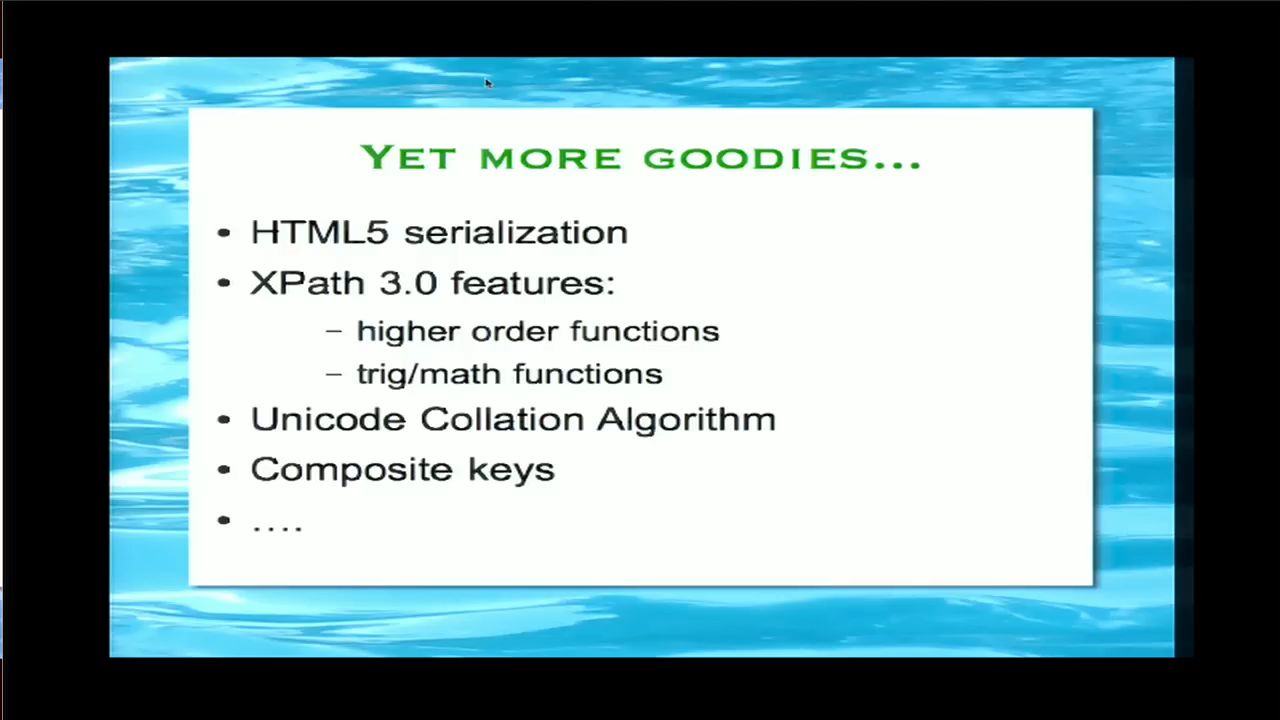 YET MORE GOODIES...
• HTML5 serialization
• XPath 3.0 features:
– higher order functions
– trig/math functions
• Unicode Collation Algorithm
• Composite keys
• ....